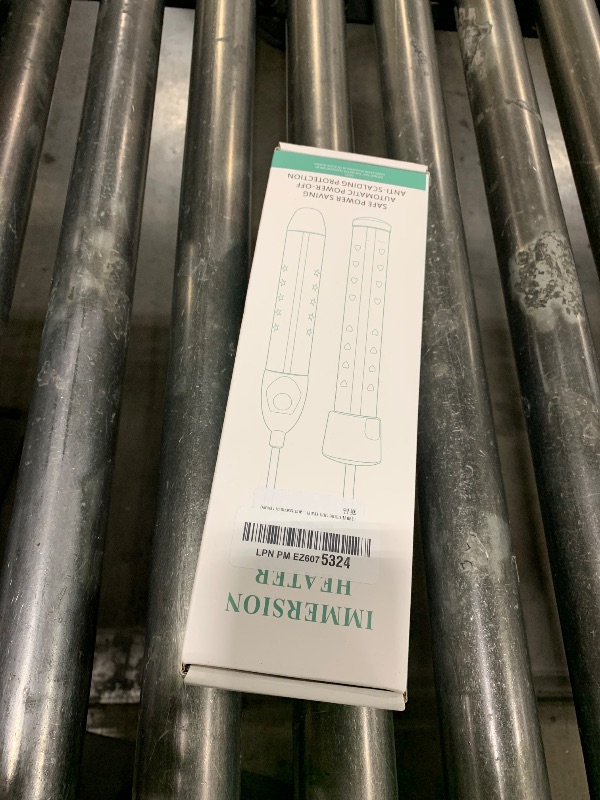 IMMERSION
HEATER
LPN PM EZ607 5324
SAFE POWER SAVING
AUTOMATIC POWER-OFF
ANTI-SCALDING PROTECTION